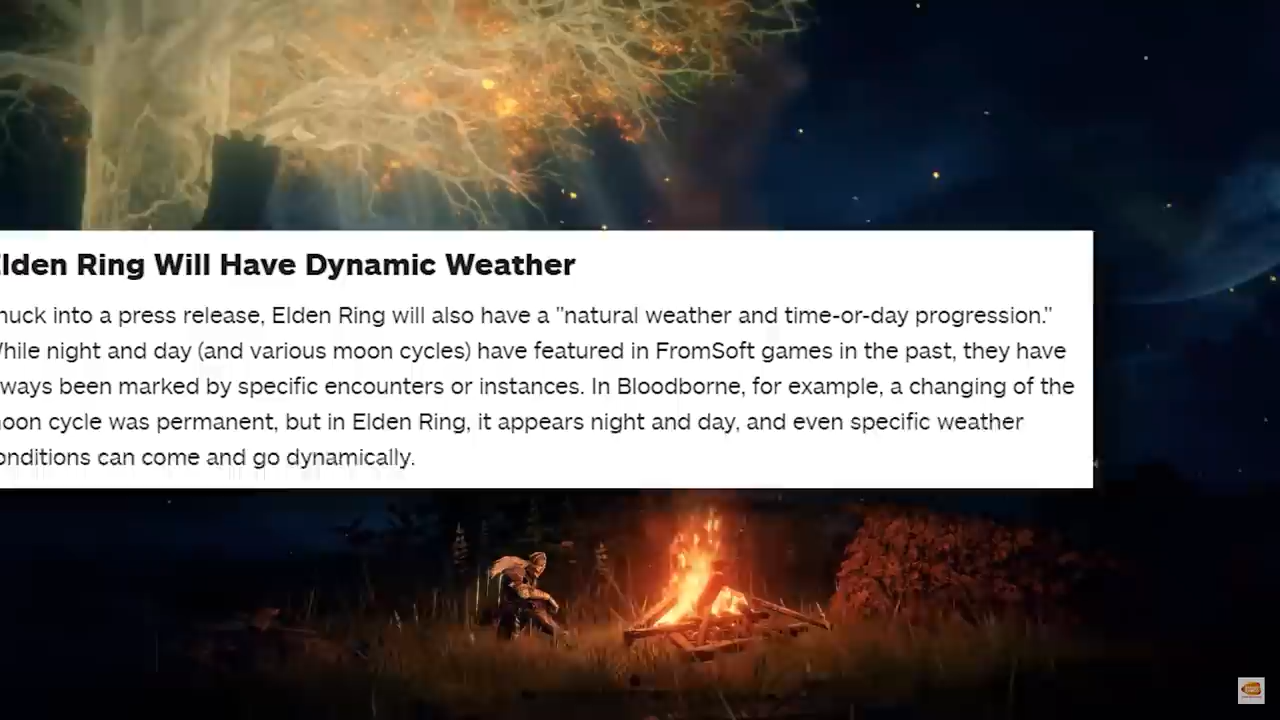 lden Ring Will Have Dynamic Weather
nuck into a press release, Elden Ring will also have a "natural weather and time-or-day progression."
hile night and day (and various moon cycles) have featured in FromSoft games in the past, they have
ways been marked by specific encounters or instances. In Bloodborne, for example, a changing of the
oon cycle was permanent, but in Elden Ring, it appears night and day, and even specific weather
onditions can come and go dynamically.